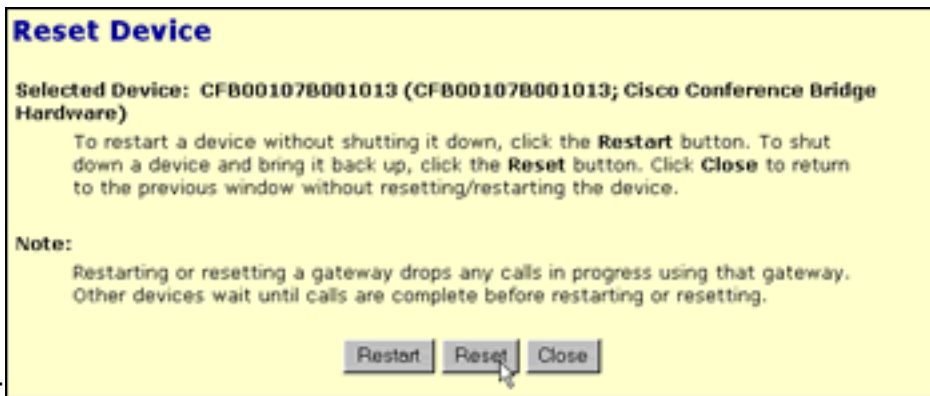 Reset Device
Selected Device: CFB00107B001013 (CFB00107B001013; Cisco Conference Bridge
Hardware)
To restart a device without shutting it down, click the Restart button. To shut
down a device and bring it back up, click the Reset button. Click Close to return
to the previous window without resetting/restarting the device.
Note:
Restarting or resetting a gateway drops any calls in progress using that gateway.
Other devices wait until calls are complete before restarting or resetting.
Restart Reset Close
.